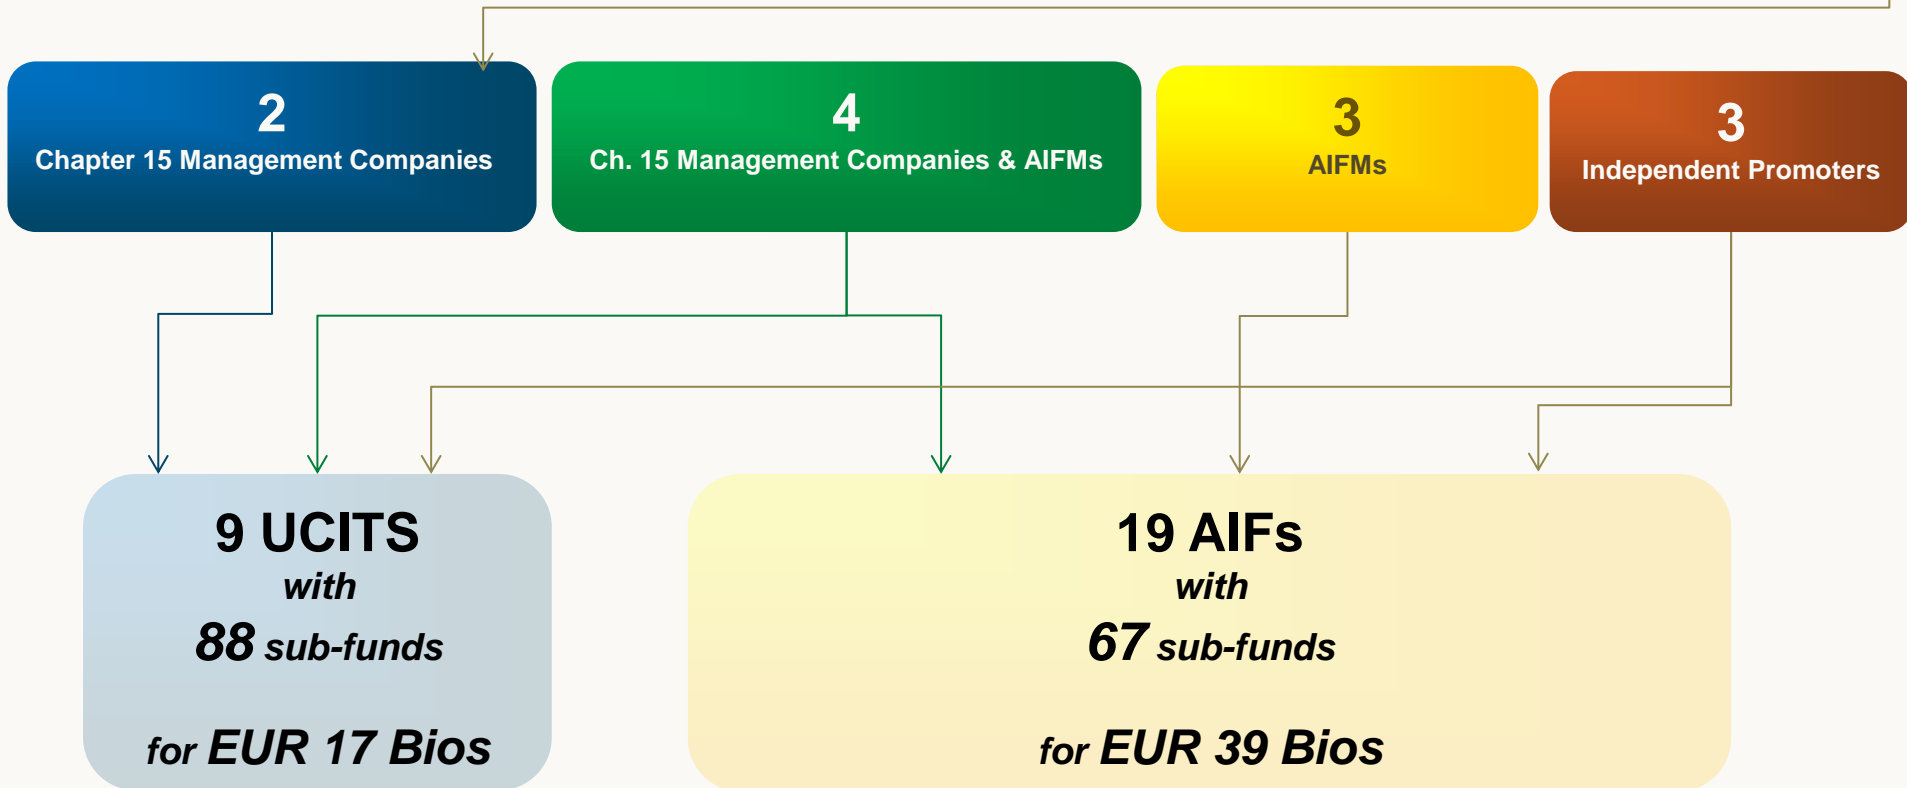 2
Chapter 15 Management Companies
4
Ch. 15 Management Companies & AIFMs
3
AIFMs
3
Independent Promoters
9 UCITS
with
88 sub-funds
for EUR 17 Bios
19 AIFs
with
67 sub-funds
for EUR 39 Bios